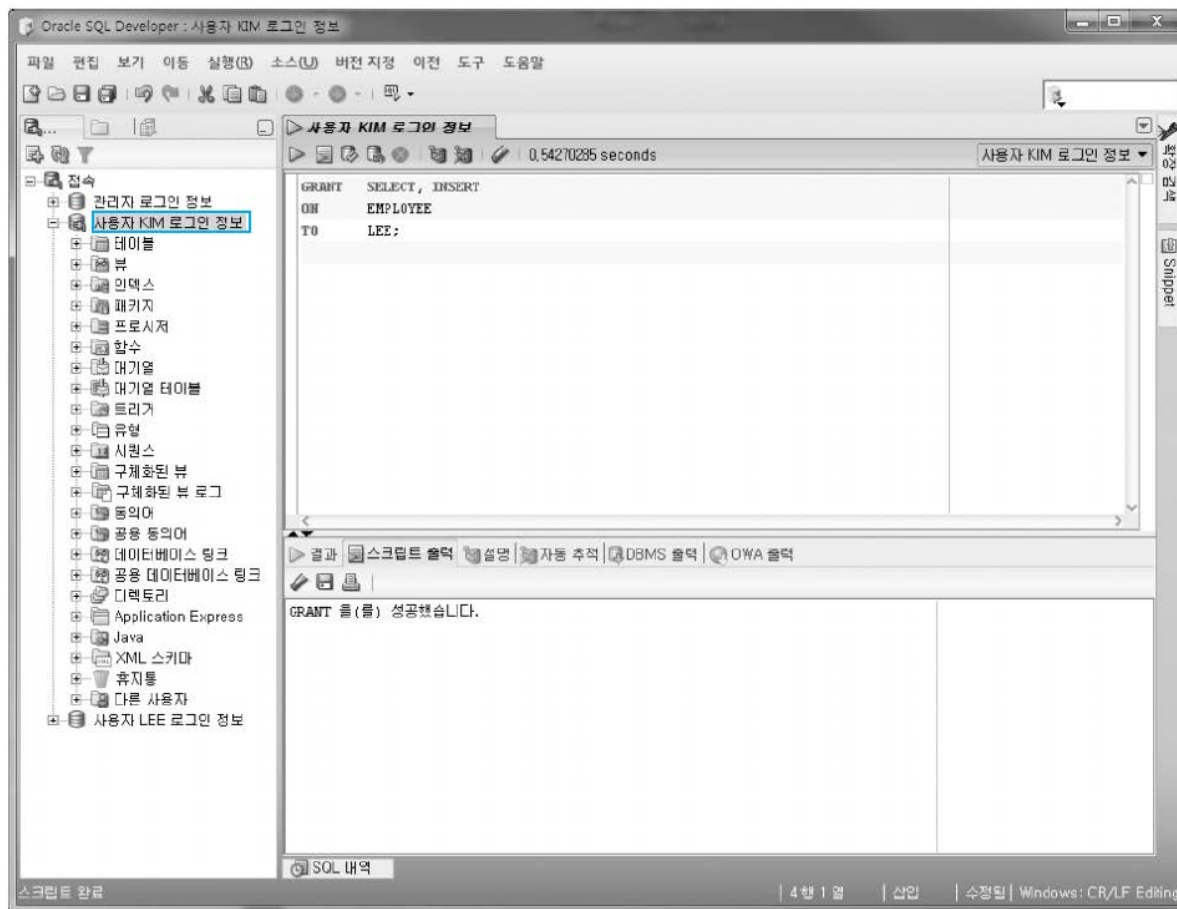 Oracle SQL Developer : 사용자 KIM 로그인 정보
파일 편집 보기 이동 실행(R) 소스(U) 버전 지정 이전 도구 도움말
사용자 KIM 로그인 정보
0,54270285 seconds
사용자 KIM 로그인 정보
접속
관리자 로그인 정보
사용자 KIM 로그인 정보
테이블
뷰
인덱스
패키지
프로시저
함수
대기열
대기열 테이블
트리거
유형
시퀀스
구체화된 뷰
구체화된 뷰 로그
동의어
공용 동의어
데이터베이스 링크
공용 데이터베이스 링크
디렉토리
Application Express
Java
XML 스키마
휴지통
다른 사용자
사용자 LEE 로그인 정보
GRANT SELECT, INSERT
ON EMPLOYEE
TO LEE;
확장 검색
Snippet
결과 스크립트 출력 설명 자동 추적 DBMS 출력 OWA 출력
GRANT 을(를) 성공했습니다.
SQL 내역
스크립트 완료
4 행 1 열 삽입 수정됨 Windows: CR/LF Editing